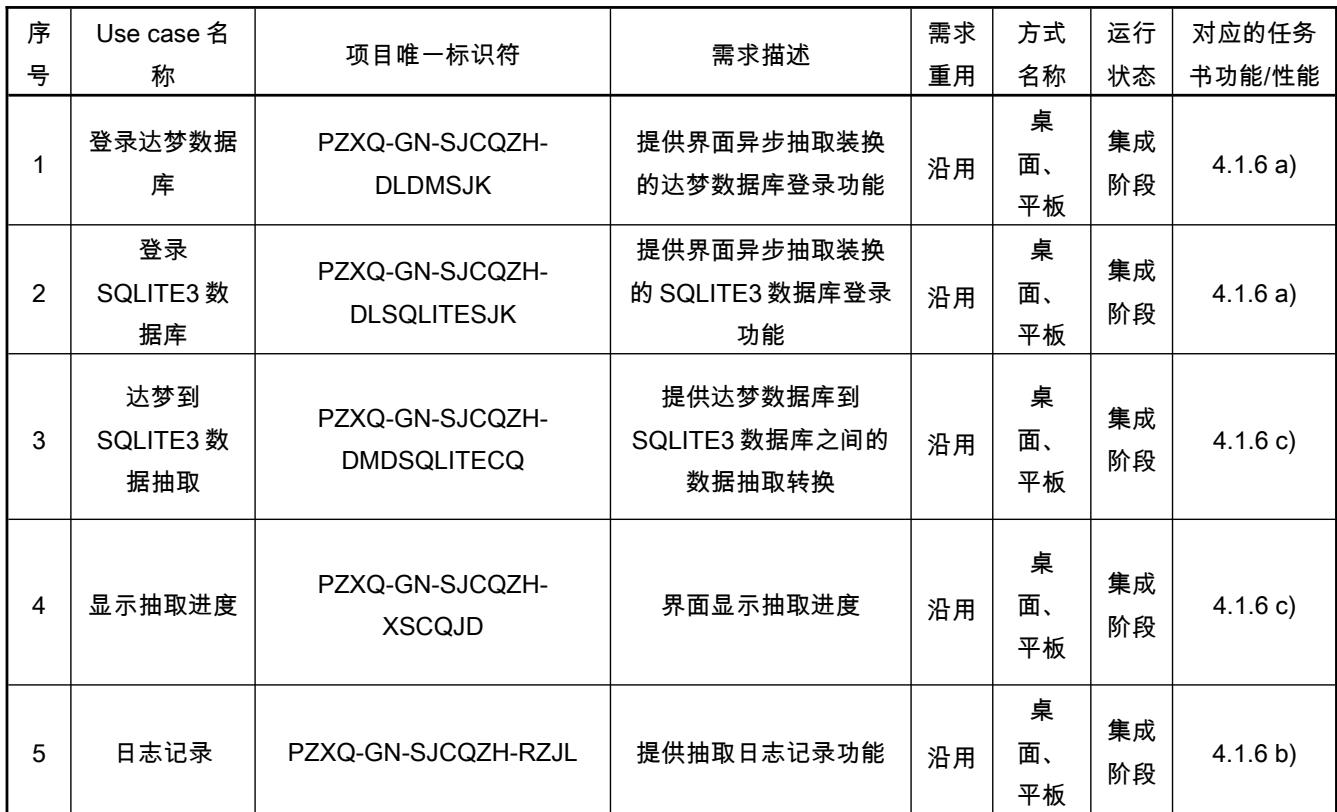 序号
Use case 名称
项目唯一标识符
需求描述
需求重用
方式名称
运行状态
对应的任务书功能/性能
1
登录达梦数据
库
PZXQ-GN-SJCQZH-
DLDMSJK
提供界面异步抽取装换
的达梦数据库登录功能
沿用
桌
面、
平板
集成
阶段
4.1.6 a)
2
登录
SQLITE3 数
据库
PZXQ-GN-SJCQZH-
DLSQLITESJK
提供界面异步抽取装换
的 SQLITE3 数据库登录
功能
沿用
桌
面、
平板
集成
阶段
4.1.6 a)
3
达梦到
SQLITE3 数
据抽取
PZXQ-GN-SJCQZH-
DMDSQLITECQ
提供达梦数据库到
SQLITE3 数据库之间的
数据抽取转换
沿用
桌
面、
平板
集成
阶段
4.1.6 c)
4
显示抽取进度
PZXQ-GN-SJCQZH-
XSCQJD
界面显示抽取进度
沿用
桌
面、
平板
集成
阶段
4.1.6 c)
5
日志记录
PZXQ-GN-SJCQZH-RZJL
提供抽取日志记录功能
沿用
桌
面、
平板
集成
阶段
4.1.6 b)